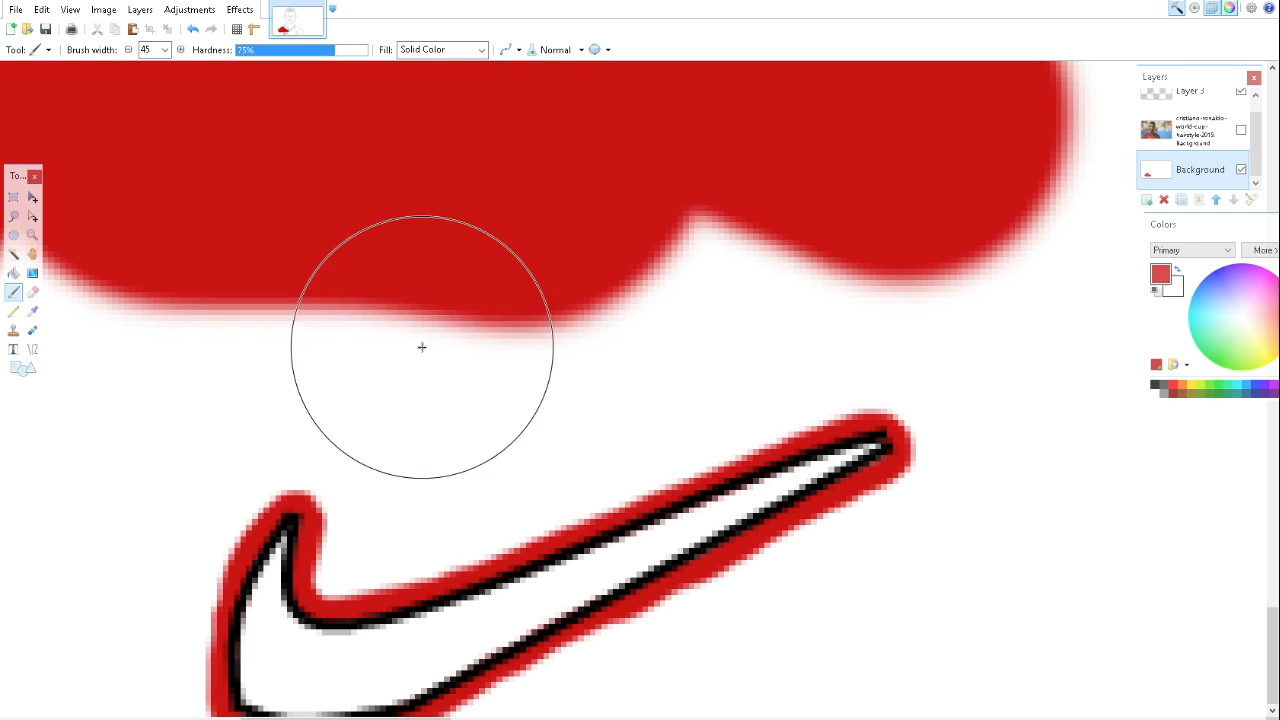 File Edit View Image Layers Adjustments Effects
Tool: Brush width: 45 Hardness: 75% Fill: Solid Color Normal
Layers
Layer 3
cristiano-ronaldo-
world-cup-
hairstyle-2015
Background
To...
Background
Colors
Primary More >